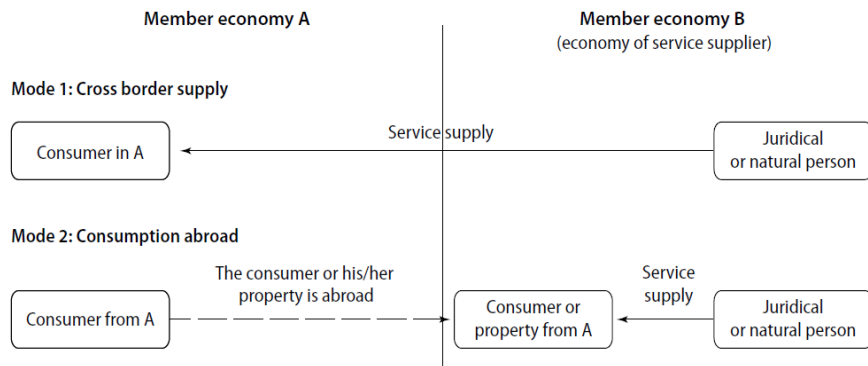 Member economy A
Member economy B
(economy of service supplier)
Mode 1: Cross border supply
Consumer in A
Service supply
Juridical
or natural person
Mode 2: Consumption abroad
Consumer from A
The consumer or his/her
property is abroad
Consumer or
property from A
Service
supply
Juridical
or natural person